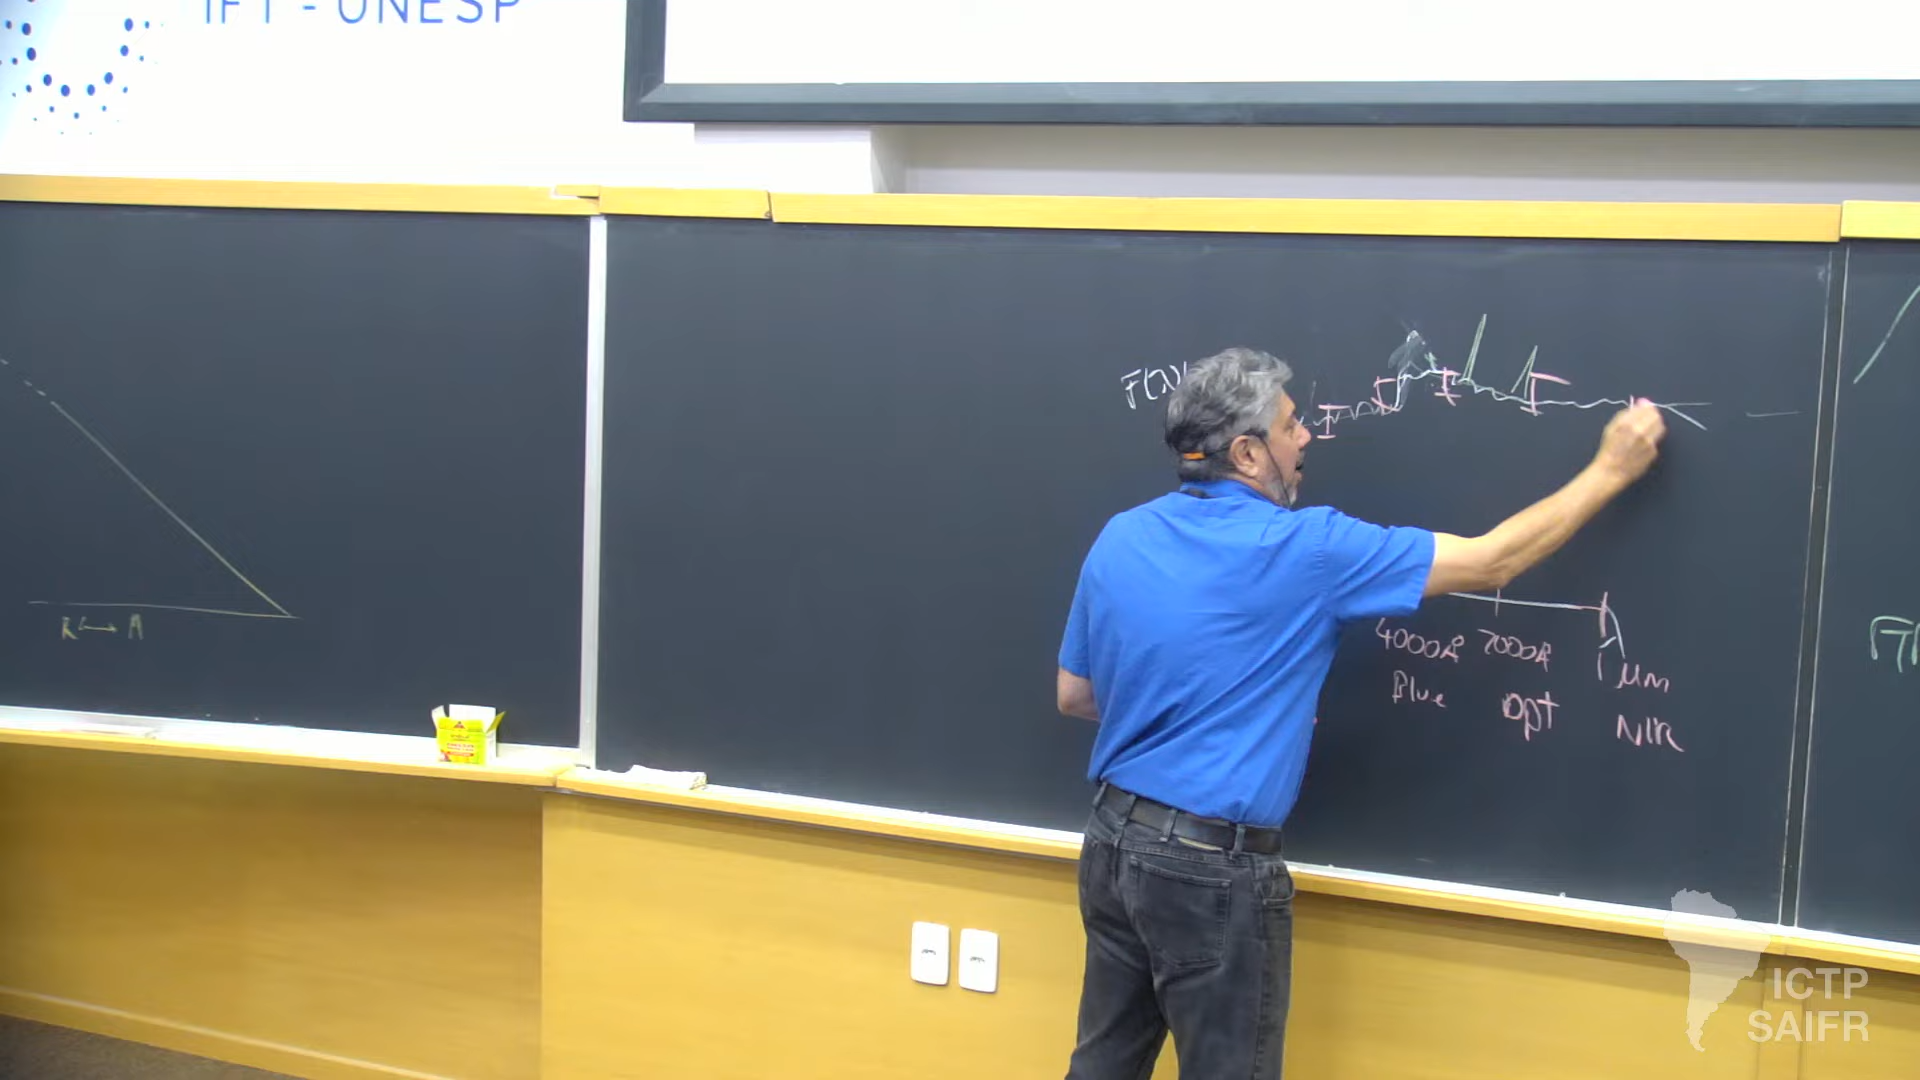 IFT - UNESP
F(λ)
R ↔ A
4000Å 7000Å 1 μm
Blue opt NIR
ICTP
SAIFR